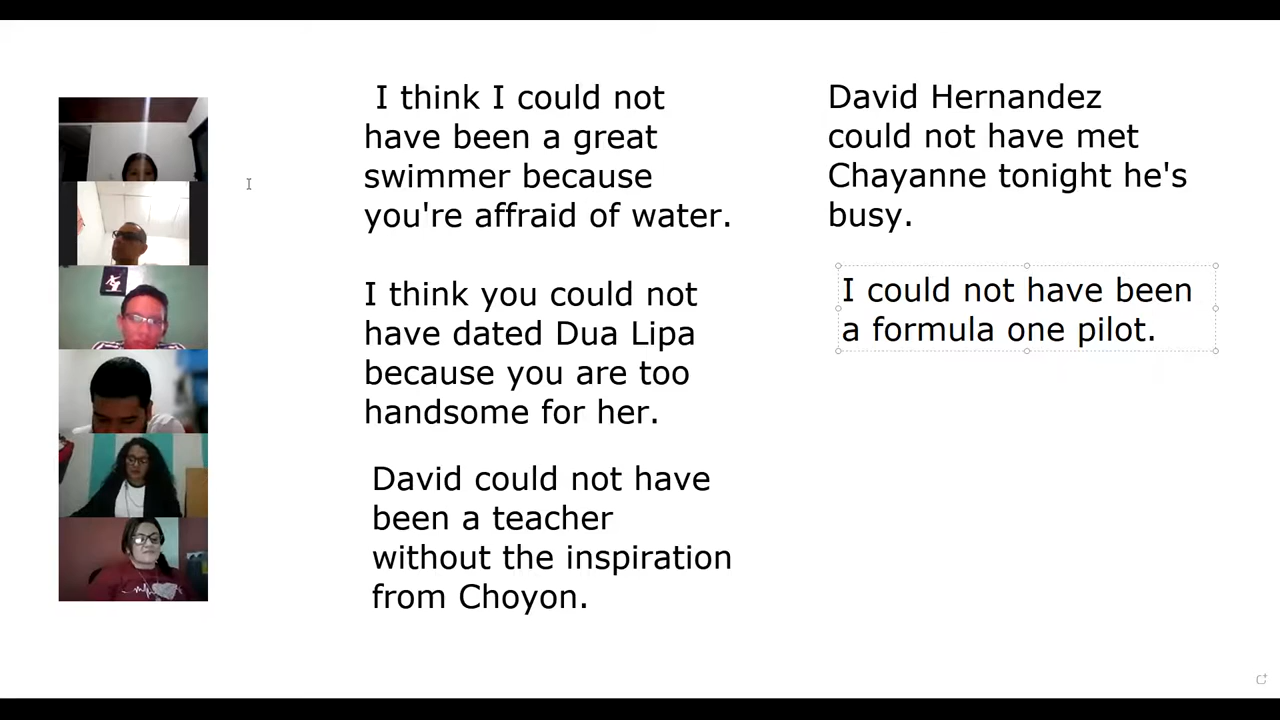 I think I could not
have been a great
swimmer because
you're affraid of water.
I think you could not
have dated Dua Lipa
because you are too
handsome for her.
David could not have
been a teacher
without the inspiration
from Choyon.
David Hernandez
could not have met
Chayanne tonight he's
busy.
I could not have been
a formula one pilot.